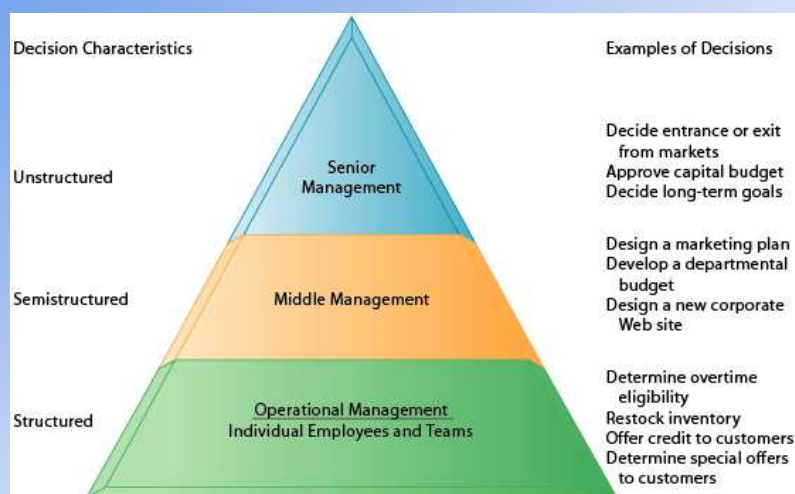 Decision Characteristics
Examples of Decisions
Unstructured
Senior
Management
Decide entrance or exit
from markets
Approve capital budget
Decide long-term goals
Semistructured
Middle Management
Design a marketing plan
Develop a departmental
budget
Design a new corporate
Web site
Structured
Operational Management
Individual Employees and Teams
Determine overtime
eligibility
Restock inventory
Offer credit to customers
Determine special offers
to customers